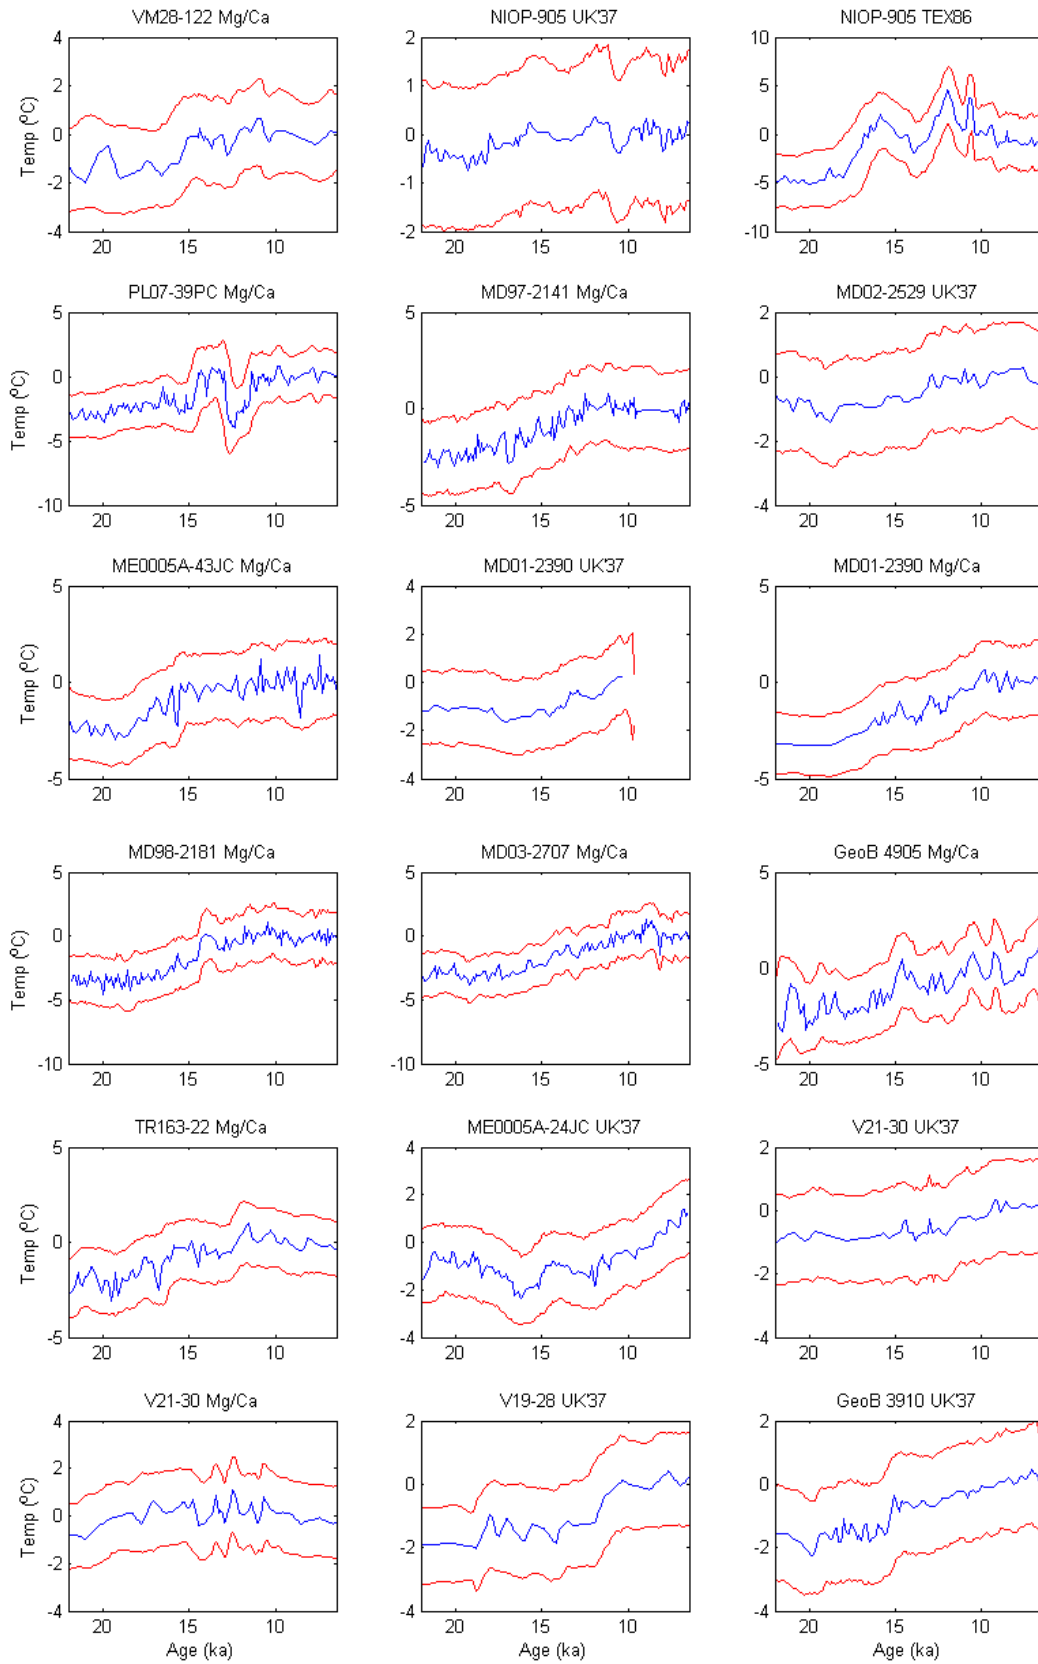 VM28-122 Mg/Ca NIOP-905 UK'37 NIOP-905 TEX86
4 2 10
2 1 5
Temp (ºC) 0 0 0
-2 -1 -5
-4 -2 -10
20 15 10 20 15 10 20 15 10
PL07-39PC Mg/Ca MD97-2141 Mg/Ca MD02-2529 UK'37
5 5 2
0 0 0
Temp (ºC) -5 -2
-10 -5 -4
20 15 10 20 15 10 20 15 10
ME0005A-43JC Mg/Ca MD01-2390 UK'37 MD01-2390 Mg/Ca
5 4 5
2
Temp (ºC) 0 0 0
-2
-5 -4 -5
20 15 10 20 15 10 20 15 10
MD98-2181 Mg/Ca MD03-2707 Mg/Ca GeoB 4905 Mg/Ca
5 5 5
0 0 0
Temp (ºC) -5 -5
-10 -10 -5
20 15 10 20 15 10 20 15 10
TR163-22 Mg/Ca ME0005A-24JC UK'37 V21-30 UK'37
5 4 2
2
Temp (ºC) 0 0 0
-2 -2
-5 -4 -4
20 15 10 20 15 10 20 15 10
V21-30 Mg/Ca V19-28 UK'37 GeoB 3910 UK'37
4 2 2
2
Temp (ºC) 0 0 0
-2 -2 -2
-4 -4 -4
20 15 10 20 15 10 20 15 10
Age (ka) Age (ka) Age (ka)